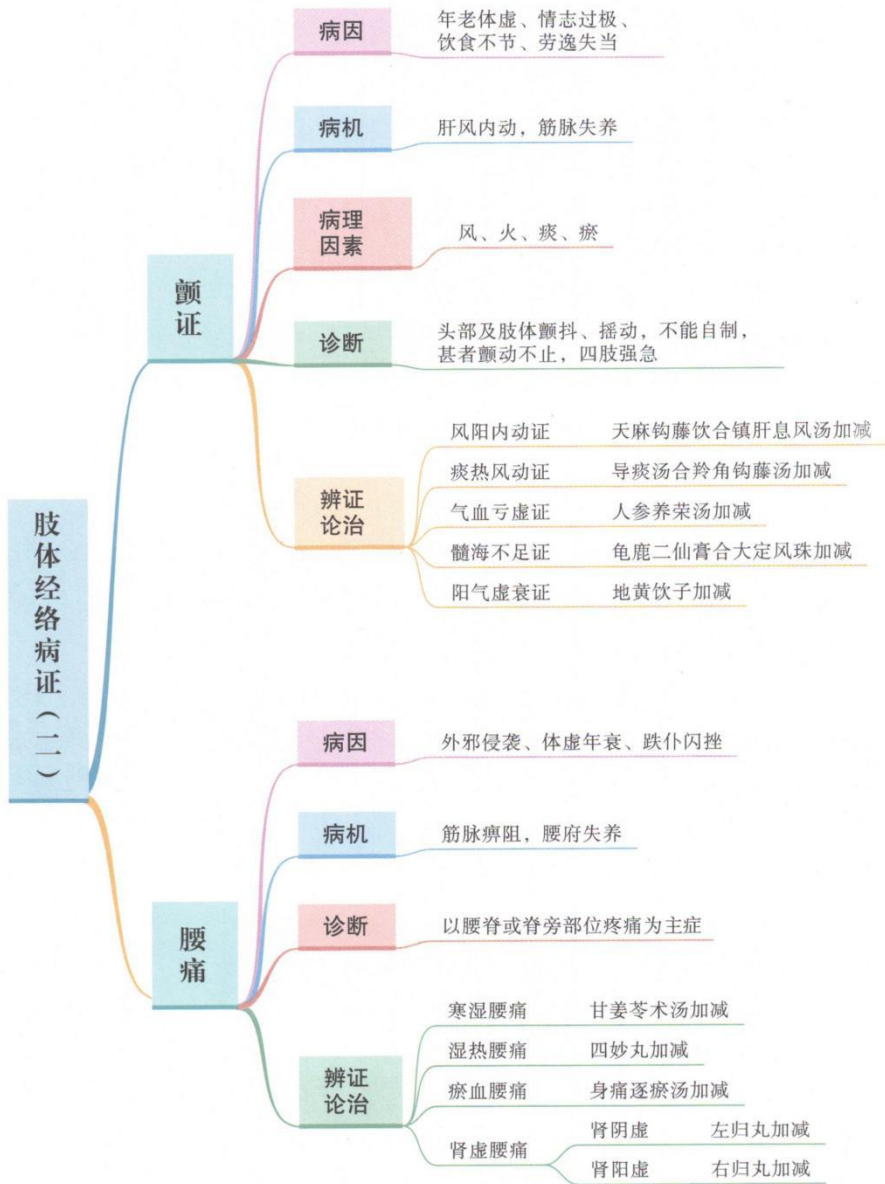 肢体经络病证（二）
颤证
病因
年老体虚、情志过极、
饮食不节、劳逸失当
病机
肝风内动，筋脉失养
病理
因素
风、火、痰、瘀
诊断
头部及肢体颤抖、摇动，不能自制，
甚者颤动不止，四肢强急
辨证
论治
风阳内动证 天麻钩藤饮合镇肝息风汤加减
痰热风动证 导痰汤合羚角钩藤汤加减
气血亏虚证 人参养荣汤加减
髓海不足证 龟鹿二仙膏合大定风珠加减
阳气虚衰证 地黄饮子加减
腰痛
病因
外邪侵袭、体虚年衰、跌仆闪挫
病机
筋脉痹阻，腰府失养
诊断
以腰脊或脊旁部位疼痛为主症
辨证
论治
寒湿腰痛 甘姜苓术汤加减
湿热腰痛 四妙丸加减
瘀血腰痛 身痛逐瘀汤加减
肾虚腰痛
肾阴虚 左归丸加减
肾阳虚 右归丸加减